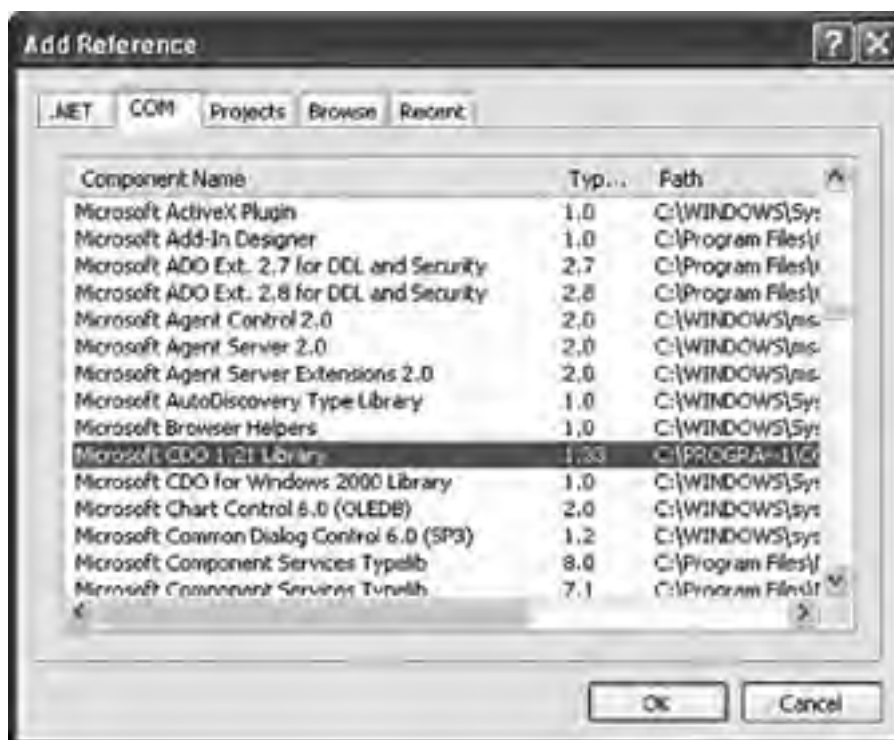 Add Reference
.NET COM Projects Browse Recent
Component Name Typ... Path
Microsoft ActiveX Plugin 1.0 C:\WINDOWS\Sys
Microsoft Add-In Designer 1.0 C:\Program Files\
Microsoft ADO Ext. 2.7 for DDL and Security 2.7 C:\Program Files\
Microsoft ADO Ext. 2.8 for DDL and Security 2.8 C:\Program Files\
Microsoft Agent Control 2.0 2.0 C:\WINDOWS\ms
Microsoft Agent Server 2.0 2.0 C:\WINDOWS\ms
Microsoft Agent Server Extensions 2.0 2.0 C:\WINDOWS\ms
Microsoft AutoDiscovery Type Library 1.0 C:\WINDOWS\Sys
Microsoft Browser Helpers 1.0 C:\WINDOWS\Sys
Microsoft CDO 1.21 Library 1.33 C:\PROGRA~1\CO
Microsoft CDO for Windows 2000 Library 1.0 C:\WINDOWS\sys
Microsoft Chart Control 6.0 (OLEDB) 2.0 C:\WINDOWS\sys
Microsoft Common Dialog Control 6.0 (SP3) 1.2 C:\WINDOWS\sys
Microsoft Component Services Typelib 8.0 C:\Program Files\
Microsoft Component Services Typelib 7.1 C:\Program Files\
OK Cancel